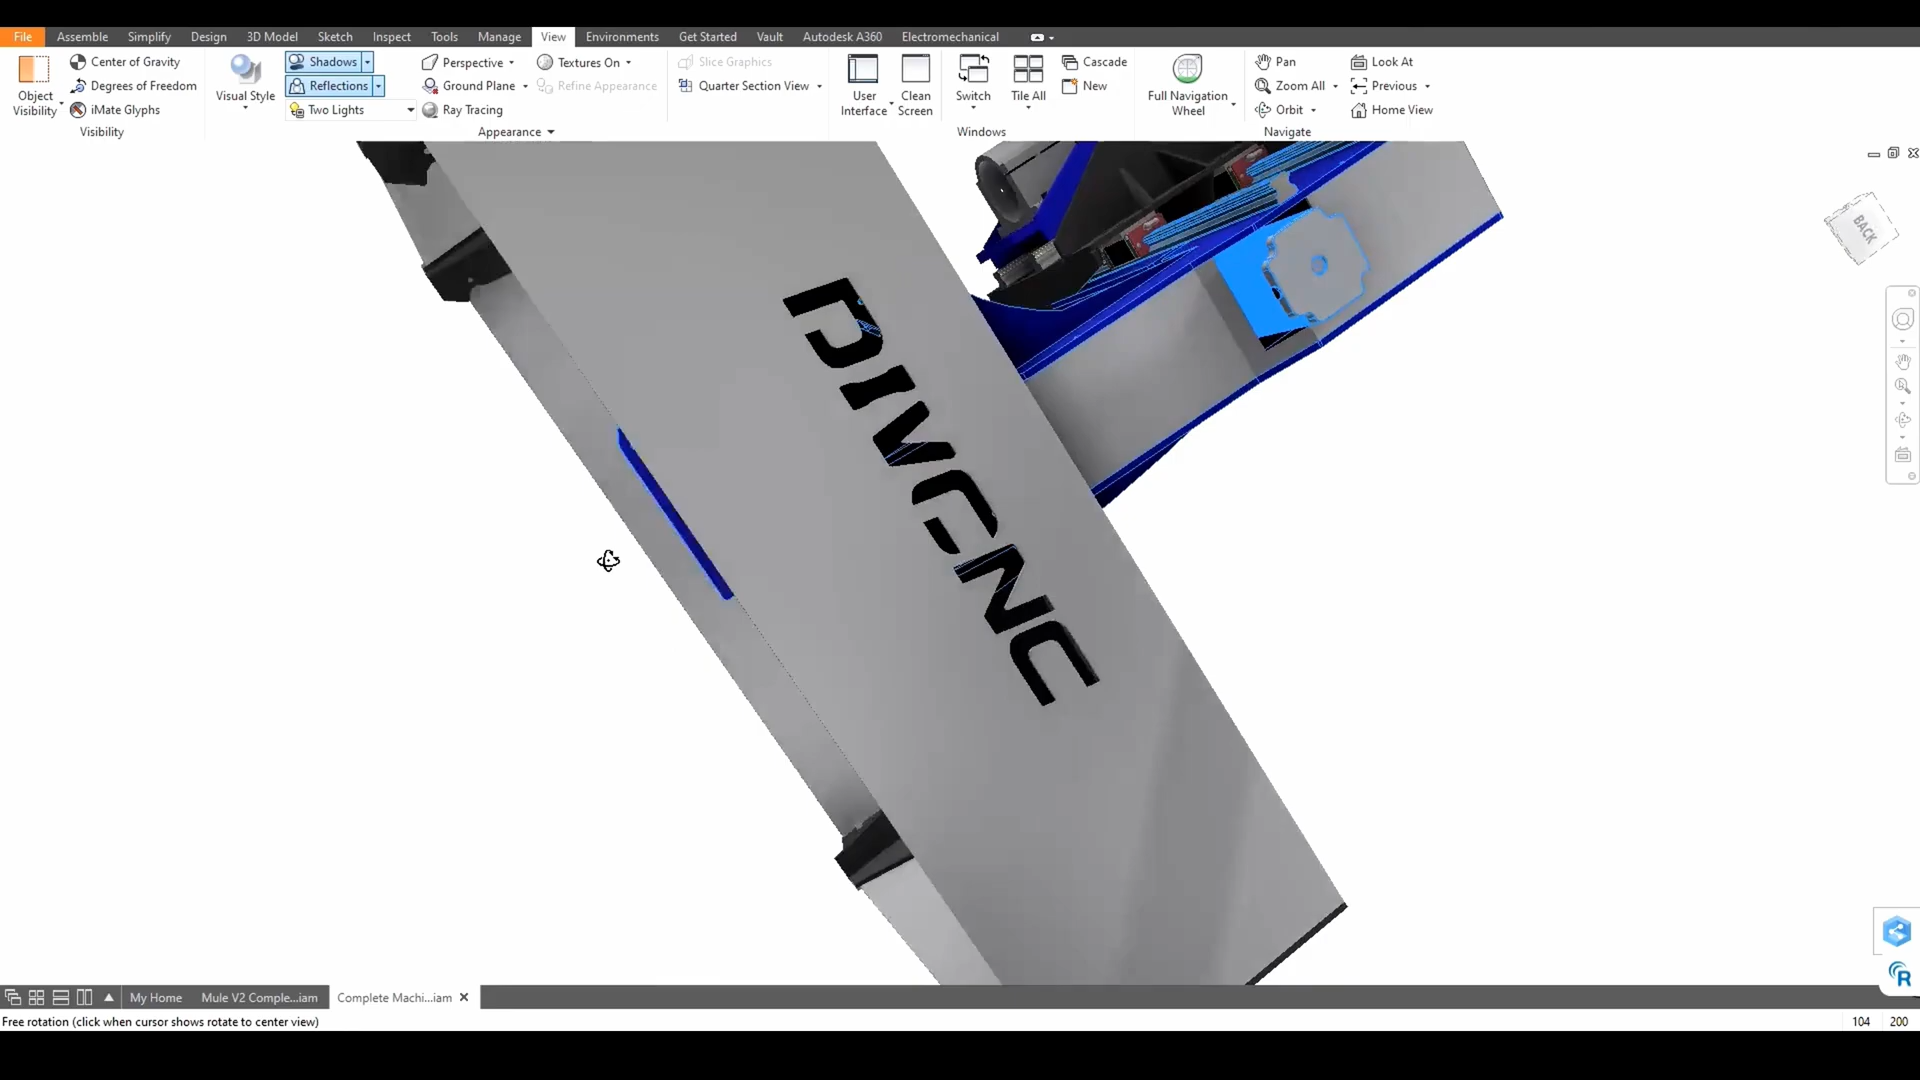 File Assemble Simplify Design 3D Model Sketch Inspect Tools Manage View Environments Get Started Vault Autodesk A360 Electromechanical
Object Visibility
Center of Gravity
Degrees of Freedom
iMate Glyphs
Visibility
Visual Style
Shadows
Reflections
Two Lights
Perspective
Ground Plane
Ray Tracing
Textures On
Refine Appearance
Appearance
Slice Graphics
Quarter Section View
User Interface
Clean Screen
Switch
Tile All
Cascade
New
Windows
Full Navigation Wheel
Pan
Zoom All
Orbit
Look At
Previous
Home View
Navigate
BACK
My Home
Mule V2 Comple...iam
Complete Machi...iam
Free rotation (click when cursor shows rotate to center view)
104 200